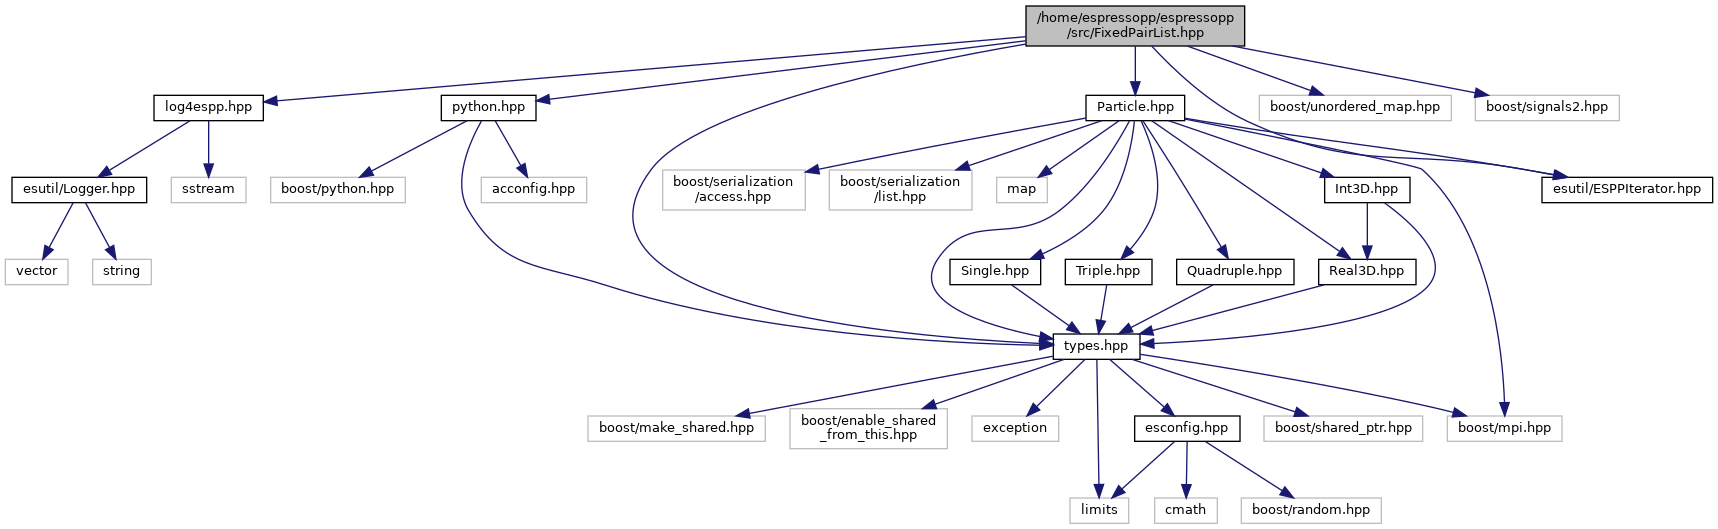 /home/espressopp/espressopp
/src/FixedPairList.hpp
log4espp.hpp
python.hpp
Particle.hpp
boost/unordered_map.hpp
boost/signals2.hpp
esutil/Logger.hpp
sstream
boost/python.hpp
acconfig.hpp
boost/serialization
/access.hpp
boost/serialization
/list.hpp
map
Int3D.hpp
esutil/ESPPIterator.hpp
vector
string
Single.hpp
Triple.hpp
Quadruple.hpp
Real3D.hpp
types.hpp
boost/make_shared.hpp
boost/enable_shared
_from_this.hpp
exception
esconfig.hpp
boost/shared_ptr.hpp
boost/mpi.hpp
limits
cmath
boost/random.hpp